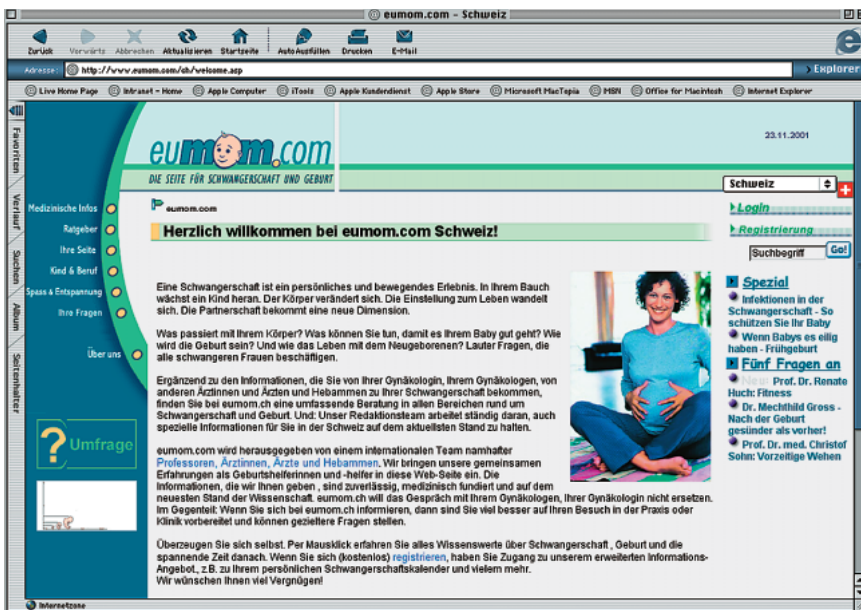 eumom.com - Schweiz
Zurück Vorwärts Abbrechen Aktualisieren Startseite AutoAusfüllen Drucken E-Mail
Adresse: http://www.eumom.com/ch/welcome.asp Explorer
Live Home Page Intranet - Home Apple Computer iTools Apple Kundendienst Apple Store Microsoft MacTopia MSN Office for Macintosh Internet Explorer
Favoriten
Verlauf
Suchen
Album
Seitenhalter
eumom.com
DIE SEITE FÜR SCHWANGERSCHAFT UND GEBURT
23.11.2001
Schweiz
Medizinische Infos
Ratgeber
Ihre Seite
Kind & Beruf
Spass & Entspannung
Ihre Fragen
Über uns
? Umfrage
eumom.com
Herzlich willkommen bei eumom.com Schweiz!
Eine Schwangerschaft ist ein persönliches und bewegendes Erlebnis. In Ihrem Bauch
wächst ein Kind heran. Der Körper verändert sich. Die Einstellung zum Leben wandelt
sich. Die Partnerschaft bekommt eine neue Dimension.
Was passiert mit Ihrem Körper? Was können Sie tun, damit es Ihrem Baby gut geht? Wie
wird die Geburt sein? Und wie das Leben mit dem Neugeborenen? Lauter Fragen, die
alle schwangeren Frauen beschäftigen.
Ergänzend zu den Informationen, die Sie von Ihrer Gynäkologin, Ihrem Gynäkologen, von
anderen Ärztinnen und Ärzten und Hebammen zu Ihrer Schwangerschaft bekommen,
finden Sie bei eumom.ch eine umfassende Beratung in allen Bereichen rund um
Schwangerschaft und Geburt. Und: Unser Redaktionsteam arbeitet ständig daran, auch
spezielle Informationen für Sie in der Schweiz auf dem aktuellsten Stand zu halten.
eumom.com wird herausgegeben von einem internationalen Team namhafter
Professoren, Ärztinnen, Ärzte und Hebammen. Wir bringen unsere gemeinsamen
Erfahrungen als Geburtshelferinnen und -helfer in diese Web-Seite ein. Die
Informationen, die wir Ihnen geben , sind zuverlässig, medizinisch fundiert und auf dem
neuesten Stand der Wissenschaft. eumom.ch will das Gespräch mit Ihrem Gynäkologen, Ihrer Gynäkologin nicht ersetzen.
Im Gegenteil: Wenn Sie sich bei eumom.ch informieren, dann sind Sie viel besser auf Ihren Besuch in der Praxis oder
Klinik vorbereitet und können gezieltere Fragen stellen.
Überzeugen Sie sich selbst. Per Mausklick erfahren Sie alles Wissenswerte über Schwangerschaft , Geburt und die
spannende Zeit danach. Wenn Sie sich (kostenlos) registrieren, haben Sie Zugang zu unserem erweiterten Informations-
Angebot., z.B. zu Ihrem persönlichen Schwangerschaftskalender und vielem mehr.
Wir wünschen Ihnen viel Vergnügen!
Login
Registrierung
Suchbegriff Go!
Spezial
Infektionen in der
Schwangerschaft - So
schützen Sie Ihr Baby
Wenn Babys es eilig
haben - Frühgeburt
Fünf Fragen an
Neu: Prof. Dr. Renate
Huch: Fitness
Dr. Mechthild Gross -
Nach der Geburt
gesünder als vorher!
Prof. Dr. med. Christof
Sohn: Vorzeitige Wehen
Internetzone